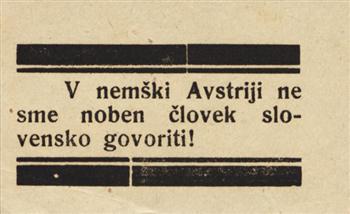 V nemški Avstriji ne
sme noben človek slo-
vensko govoriti!